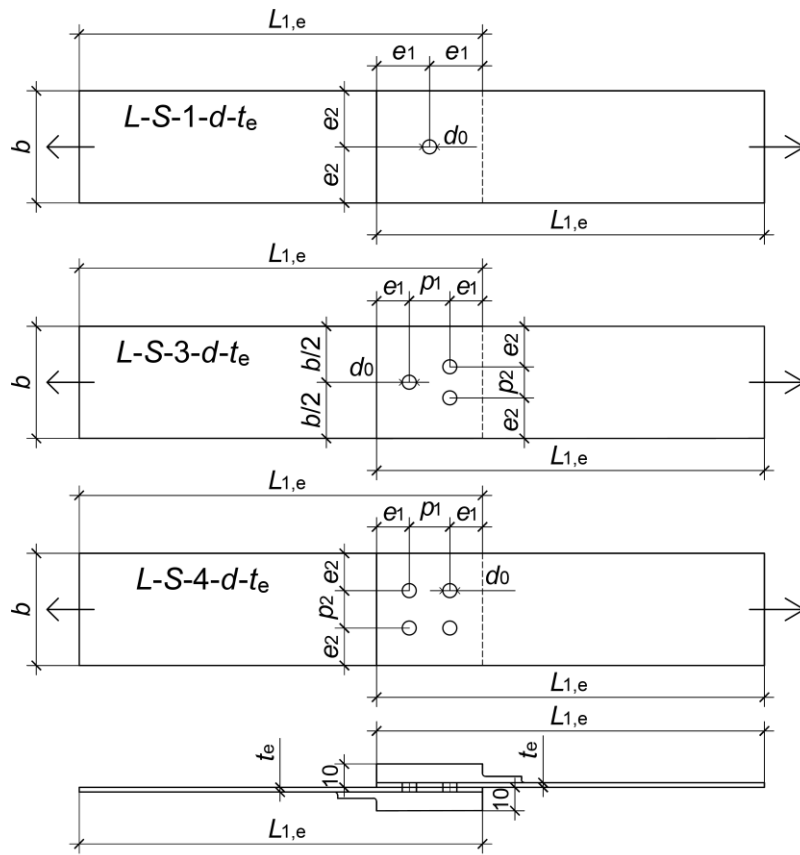 L1,e
e1 e1
L-S-1-d-te
b
e2
e2
d0
L1,e
L1,e
e1 p1 e1
L-S-3-d-te
b
b/2
b/2
d0
e2
p2
e2
L1,e
L1,e
e1 p1 e1
L-S-4-d-te
b
e2
p2
e2
d0
L1,e
L1,e
te
10
te
10
L1,e